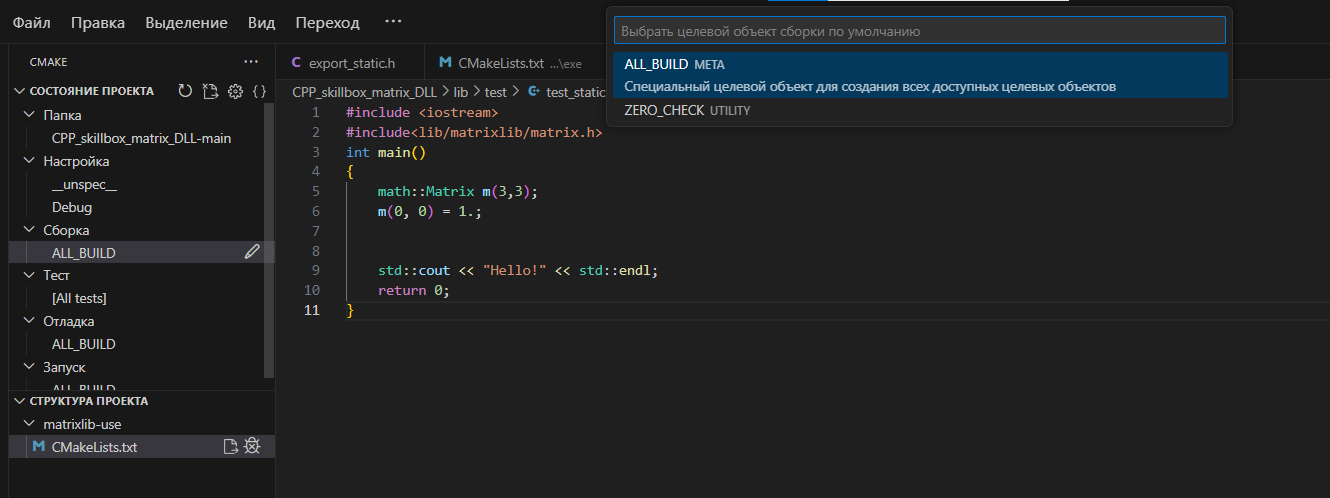 Файл Правка Выделение Вид Переход ···
Выбрать целевой объект сборки по умолчанию
ALL_BUILD META
Специальный целевой объект для создания всех доступных целевых объектов
ZERO_CHECK UTILITY
CMAKE ···
СОСТОЯНИЕ ПРОЕКТА
Папка
CPP_skillbox_matrix_DLL-main
Настройка
__unspec__
Debug
Сборка
ALL_BUILD
Тест
[All tests]
Отладка
ALL_BUILD
Запуск
ALL_BUILD
СТРУКТУРА ПРОЕКТА
matrixlib-use
CMakeLists.txt
C export_static.h
M CMakeLists.txt ...\exe
CPP_skillbox_matrix_DLL > lib > test > test_static
1 #include <iostream>
2 #include<lib/matrixlib/matrix.h>
3 int main()
4 {
5 math::Matrix m(3,3);
6 m(0, 0) = 1.;
7
8
9 std::cout << "Hello!" << std::endl;
10 return 0;
11 }